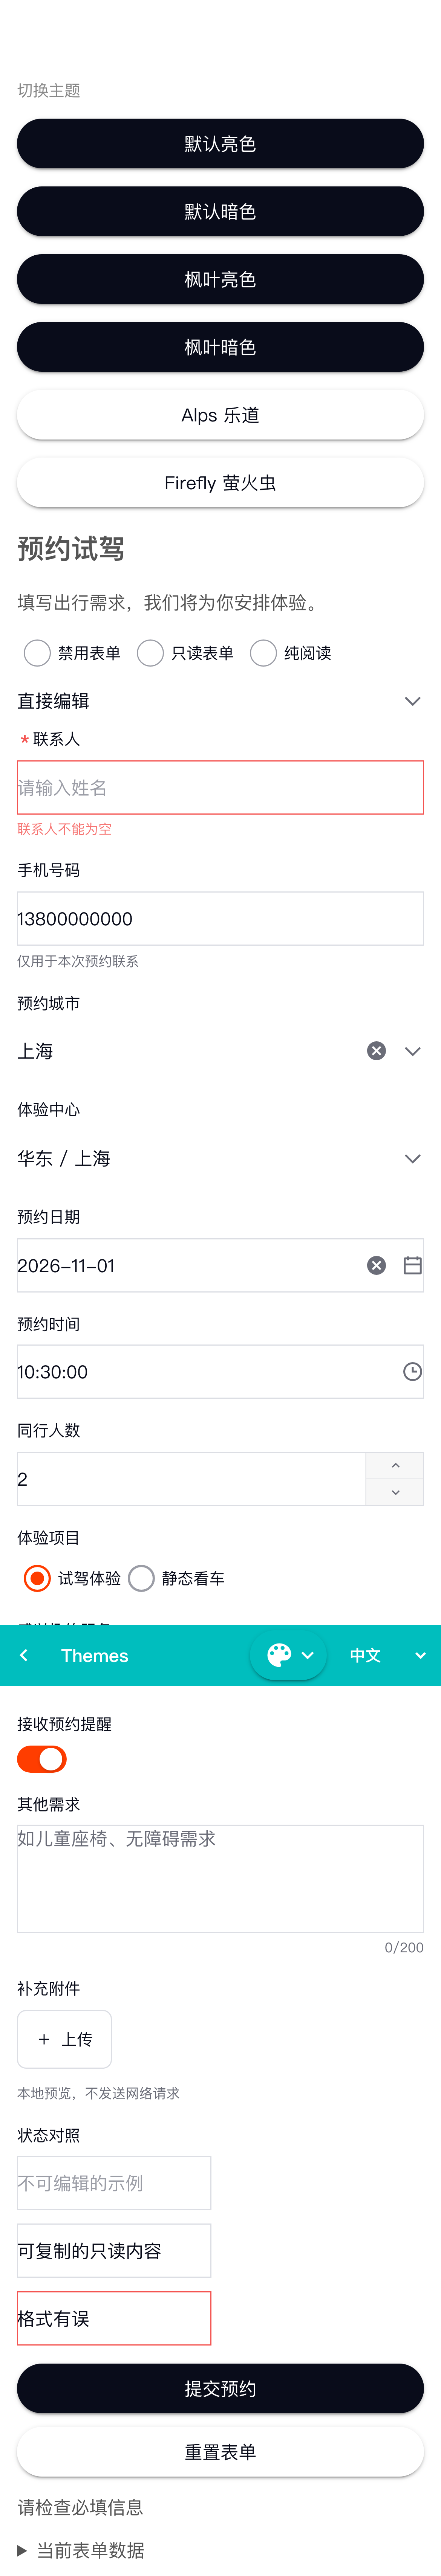 切换主题
默认亮色
默认暗色
枫叶亮色
枫叶暗色
Alps 乐道
Firefly 萤火虫
预约试驾
填写出行需求，我们将为你安排体验。
禁用表单 只读表单 纯阅读
直接编辑
* 联系人
请输入姓名
联系人不能为空
手机号码
13800000000
仅用于本次预约联系
预约城市
上海
体验中心
华东 / 上海
预约日期
2026-11-01
预约时间
10:30:00
同行人数
2
体验项目
试驾体验 静态看车
Themes 中文
接收预约提醒
其他需求
如儿童座椅、无障碍需求
0/200
补充附件
+ 上传
本地预览，不发送网络请求
状态对照
不可编辑的示例
可复制的只读内容
格式有误
提交预约
重置表单
请检查必填信息
▶ 当前表单数据